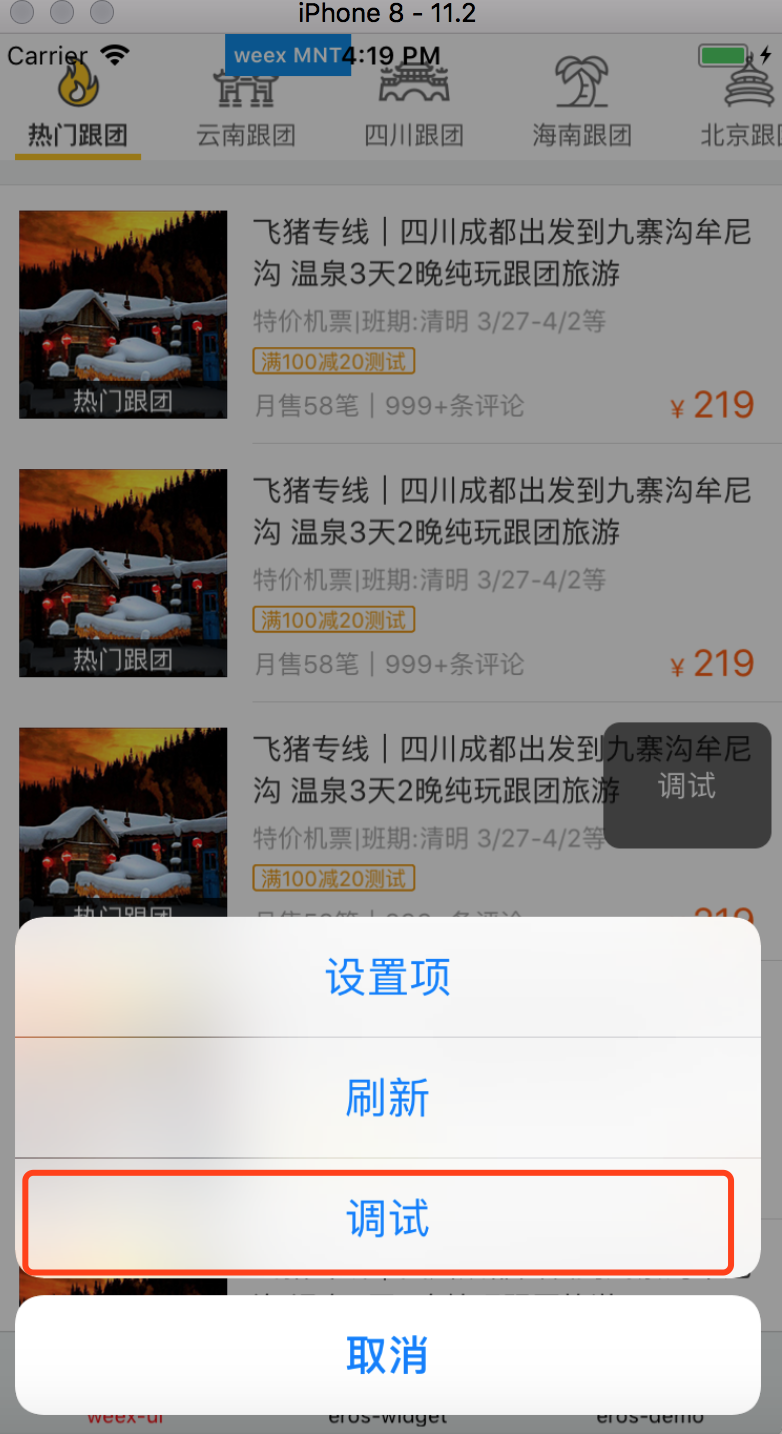 iPhone 8 - 11.2
Carrier
weex MNT
4:19 PM
热门跟团
云南跟团
四川跟团
海南跟团
北京跟团
飞猪专线｜四川成都出发到九寨沟牟尼
沟 温泉3天2晚纯玩跟团旅游
特价机票|班期:清明 3/27-4/2等
满100减20测试
热门跟团
月售58笔｜999+条评论
¥ 219
飞猪专线｜四川成都出发到九寨沟牟尼
沟 温泉3天2晚纯玩跟团旅游
特价机票|班期:清明 3/27-4/2等
满100减20测试
热门跟团
月售58笔｜999+条评论
¥ 219
飞猪专线｜四川成都出发到九寨沟牟尼
沟 温泉3天2晚纯玩跟团旅游
调试
特价机票|班期:清明 3/27-4/2等
满100减20测试
热门跟团
219
设置项
刷新
调试
取消
weex-ui
eros-widget
eros-demo